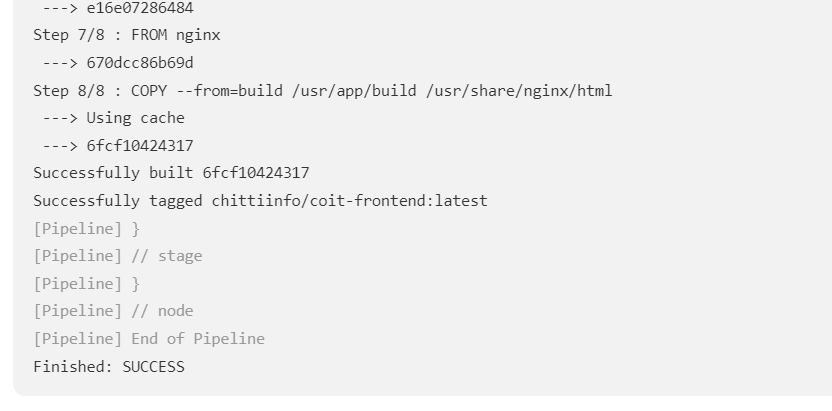 ---> e16e07286484
Step 7/8 : FROM nginx
---> 670dcc86b69d
Step 8/8 : COPY --from=build /usr/app/build /usr/share/nginx/html
---> Using cache
---> 6fcf10424317
Successfully built 6fcf10424317
Successfully tagged chittiinfo/coit-frontend:latest
[Pipeline] }
[Pipeline] // stage
[Pipeline] }
[Pipeline] // node
[Pipeline] End of Pipeline
Finished: SUCCESS